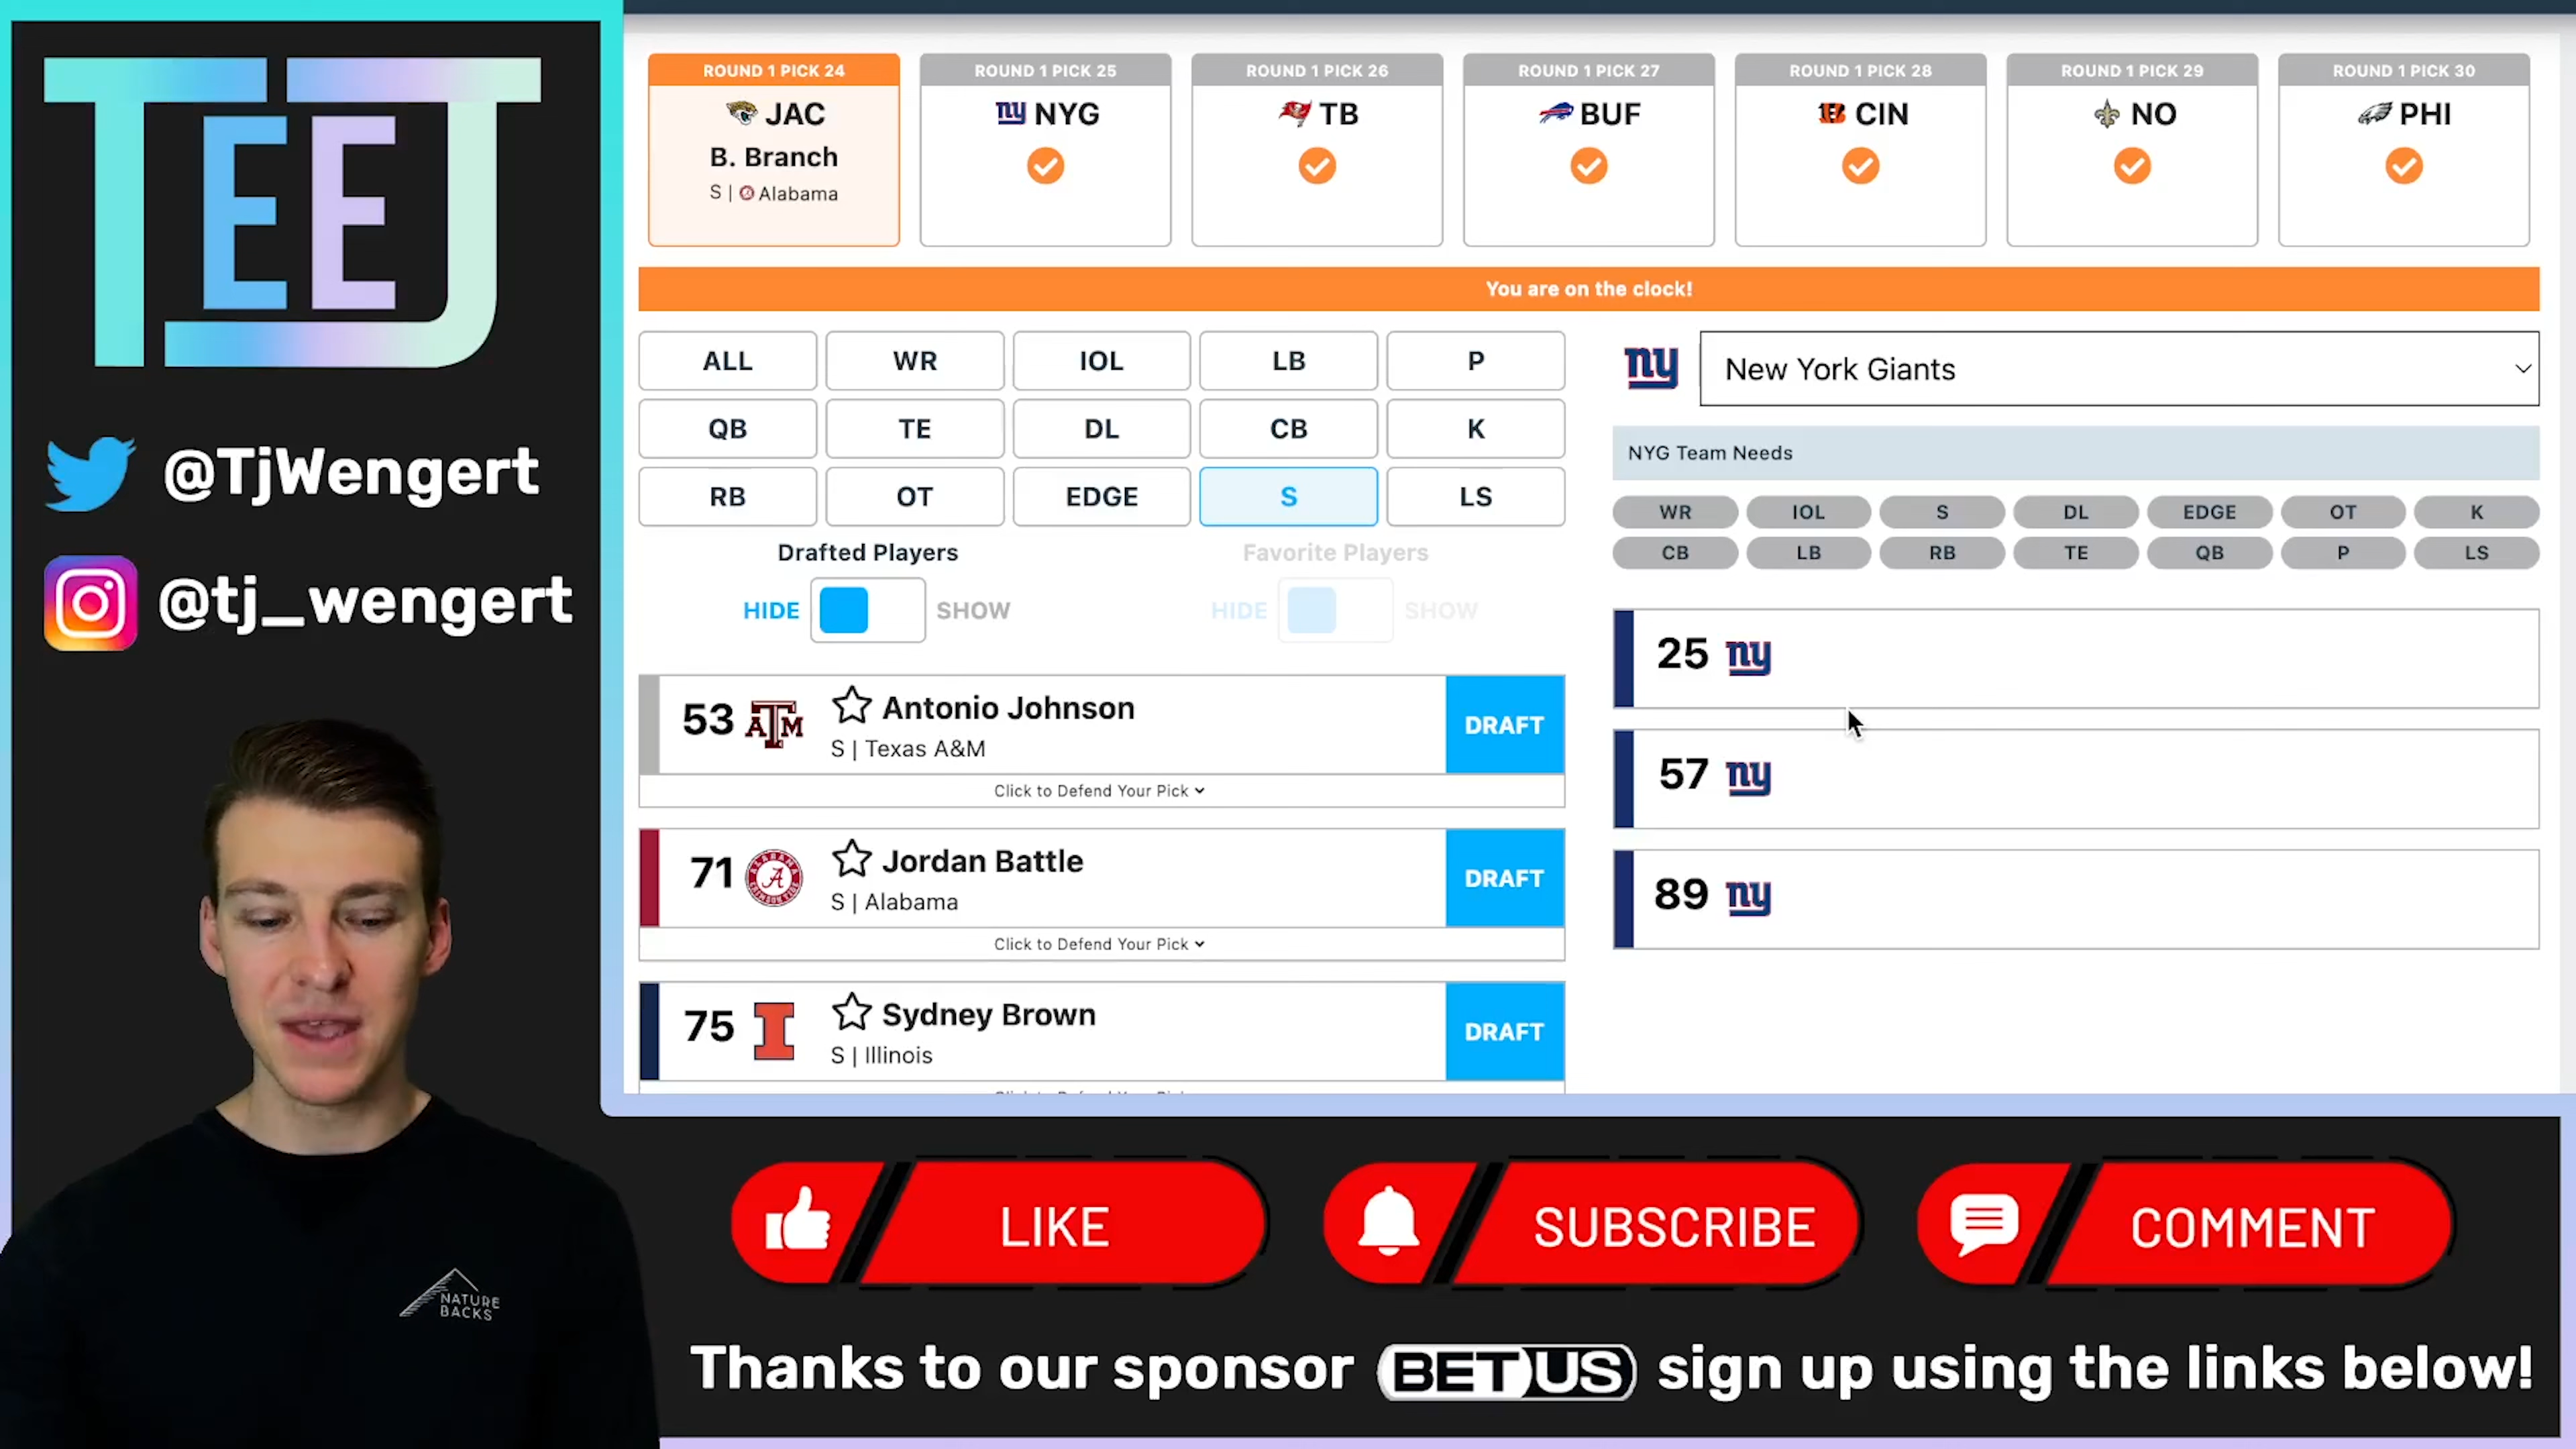 TEEJ
@TjWengert
@tj_wengert
NATURE
BACKS
ROUND 1 PICK 24
JAC
B. Branch
S | Alabama
ROUND 1 PICK 25
NYG
ROUND 1 PICK 26
TB
ROUND 1 PICK 27
BUF
ROUND 1 PICK 28
CIN
ROUND 1 PICK 29
NO
ROUND 1 PICK 30
PHI
You are on the clock!
ALL WR IOL LB P
QB TE DL CB K
RB OT EDGE S LS
Drafted Players
HIDE SHOW
Favorite Players
HIDE SHOW
53 ATM Antonio Johnson
S | Texas A&M
DRAFT
Click to Defend Your Pick
71 Jordan Battle
S | Alabama
DRAFT
Click to Defend Your Pick
75 I Sydney Brown
S | Illinois
DRAFT
ny New York Giants
NYG Team Needs
WR IOL S DL EDGE OT K
CB LB RB TE QB P LS
25 ny
57 ny
89 ny
LIKE
SUBSCRIBE
COMMENT
Thanks to our sponsor BETUS sign up using the links below!